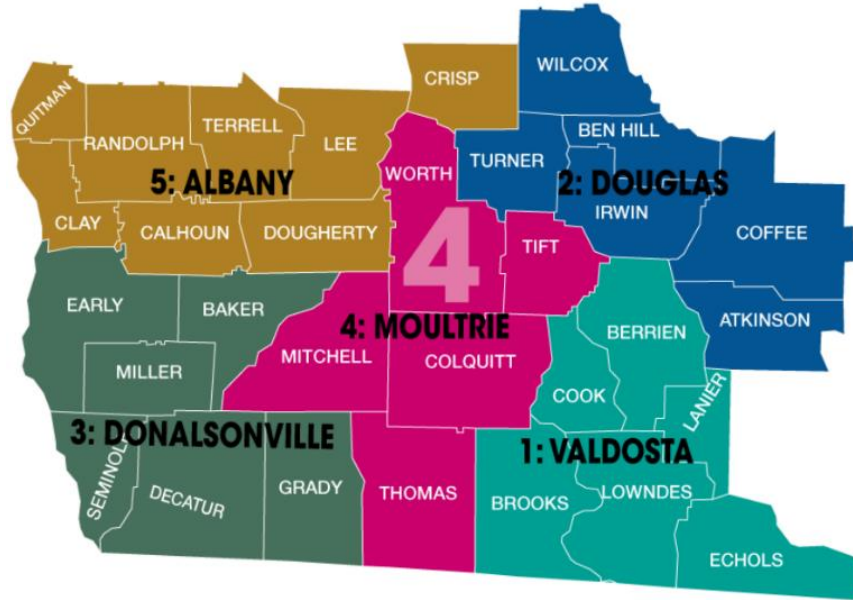 CRISP
WILCOX
QUITMAN
RANDOLPH
TERRELL
LEE
BEN HILL
WORTH
TURNER
5: ALBANY
2: DOUGLAS
IRWIN
CLAY
CALHOUN
DOUGHERTY
4
TIFT
COFFEE
EARLY
BAKER
4: MOULTRIE
ATKINSON
BERRIEN
MITCHELL
COLQUITT
MILLER
COOK
LANIER
3: DONALSONVILLE
1: VALDOSTA
SEMINOLE
DECATUR
GRADY
THOMAS
BROOKS
LOWNDES
ECHOLS